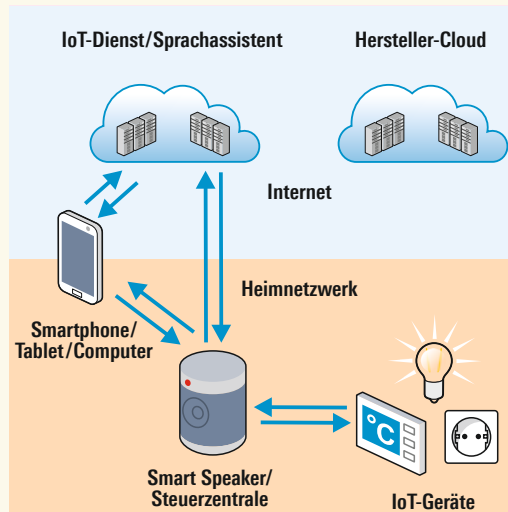 IoT-Dienst/Sprachassistent
Hersteller-Cloud
Internet
Heimnetzwerk
Smartphone/
Tablet/Computer
°C
Smart Speaker/
Steuerzentrale
IoT-Geräte